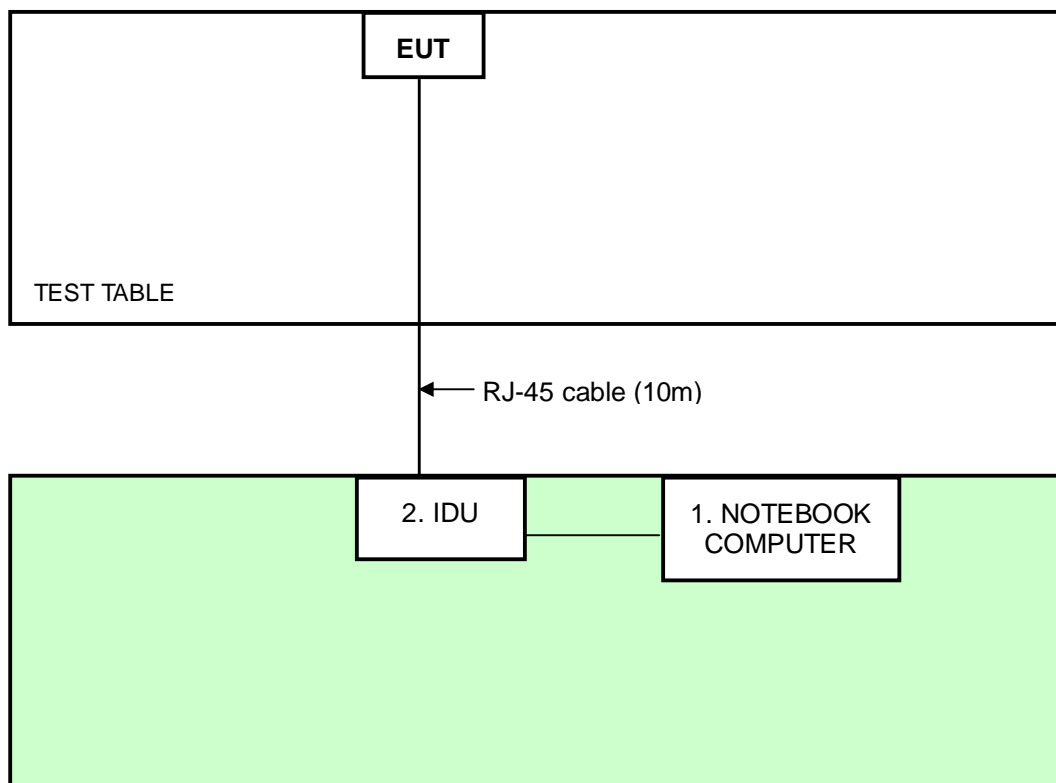 EUT
TEST TABLE
RJ-45 cable (10m)
2. IDU
1. NOTEBOOK
COMPUTER